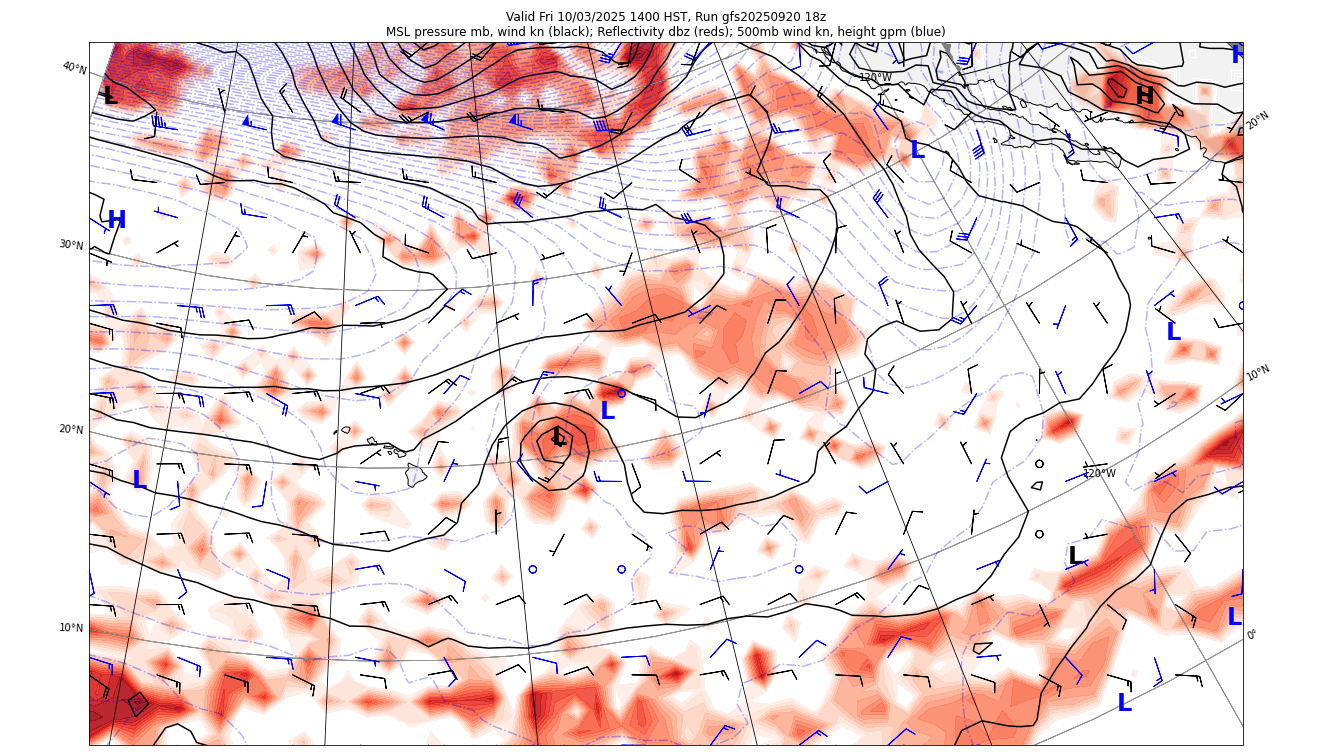 Valid Fri 10/03/2025 1400 HST, Run gfs20250920 18z
MSL pressure mb, wind kn (black); Reflectivity dbz (reds); 500mb wind kn, height gpm (blue)
40°N
120°W
H
L
H
20°N
L
H
30°N
L
10°N
L
L
20°N
L
120°W
L
L
10°N
0°
L